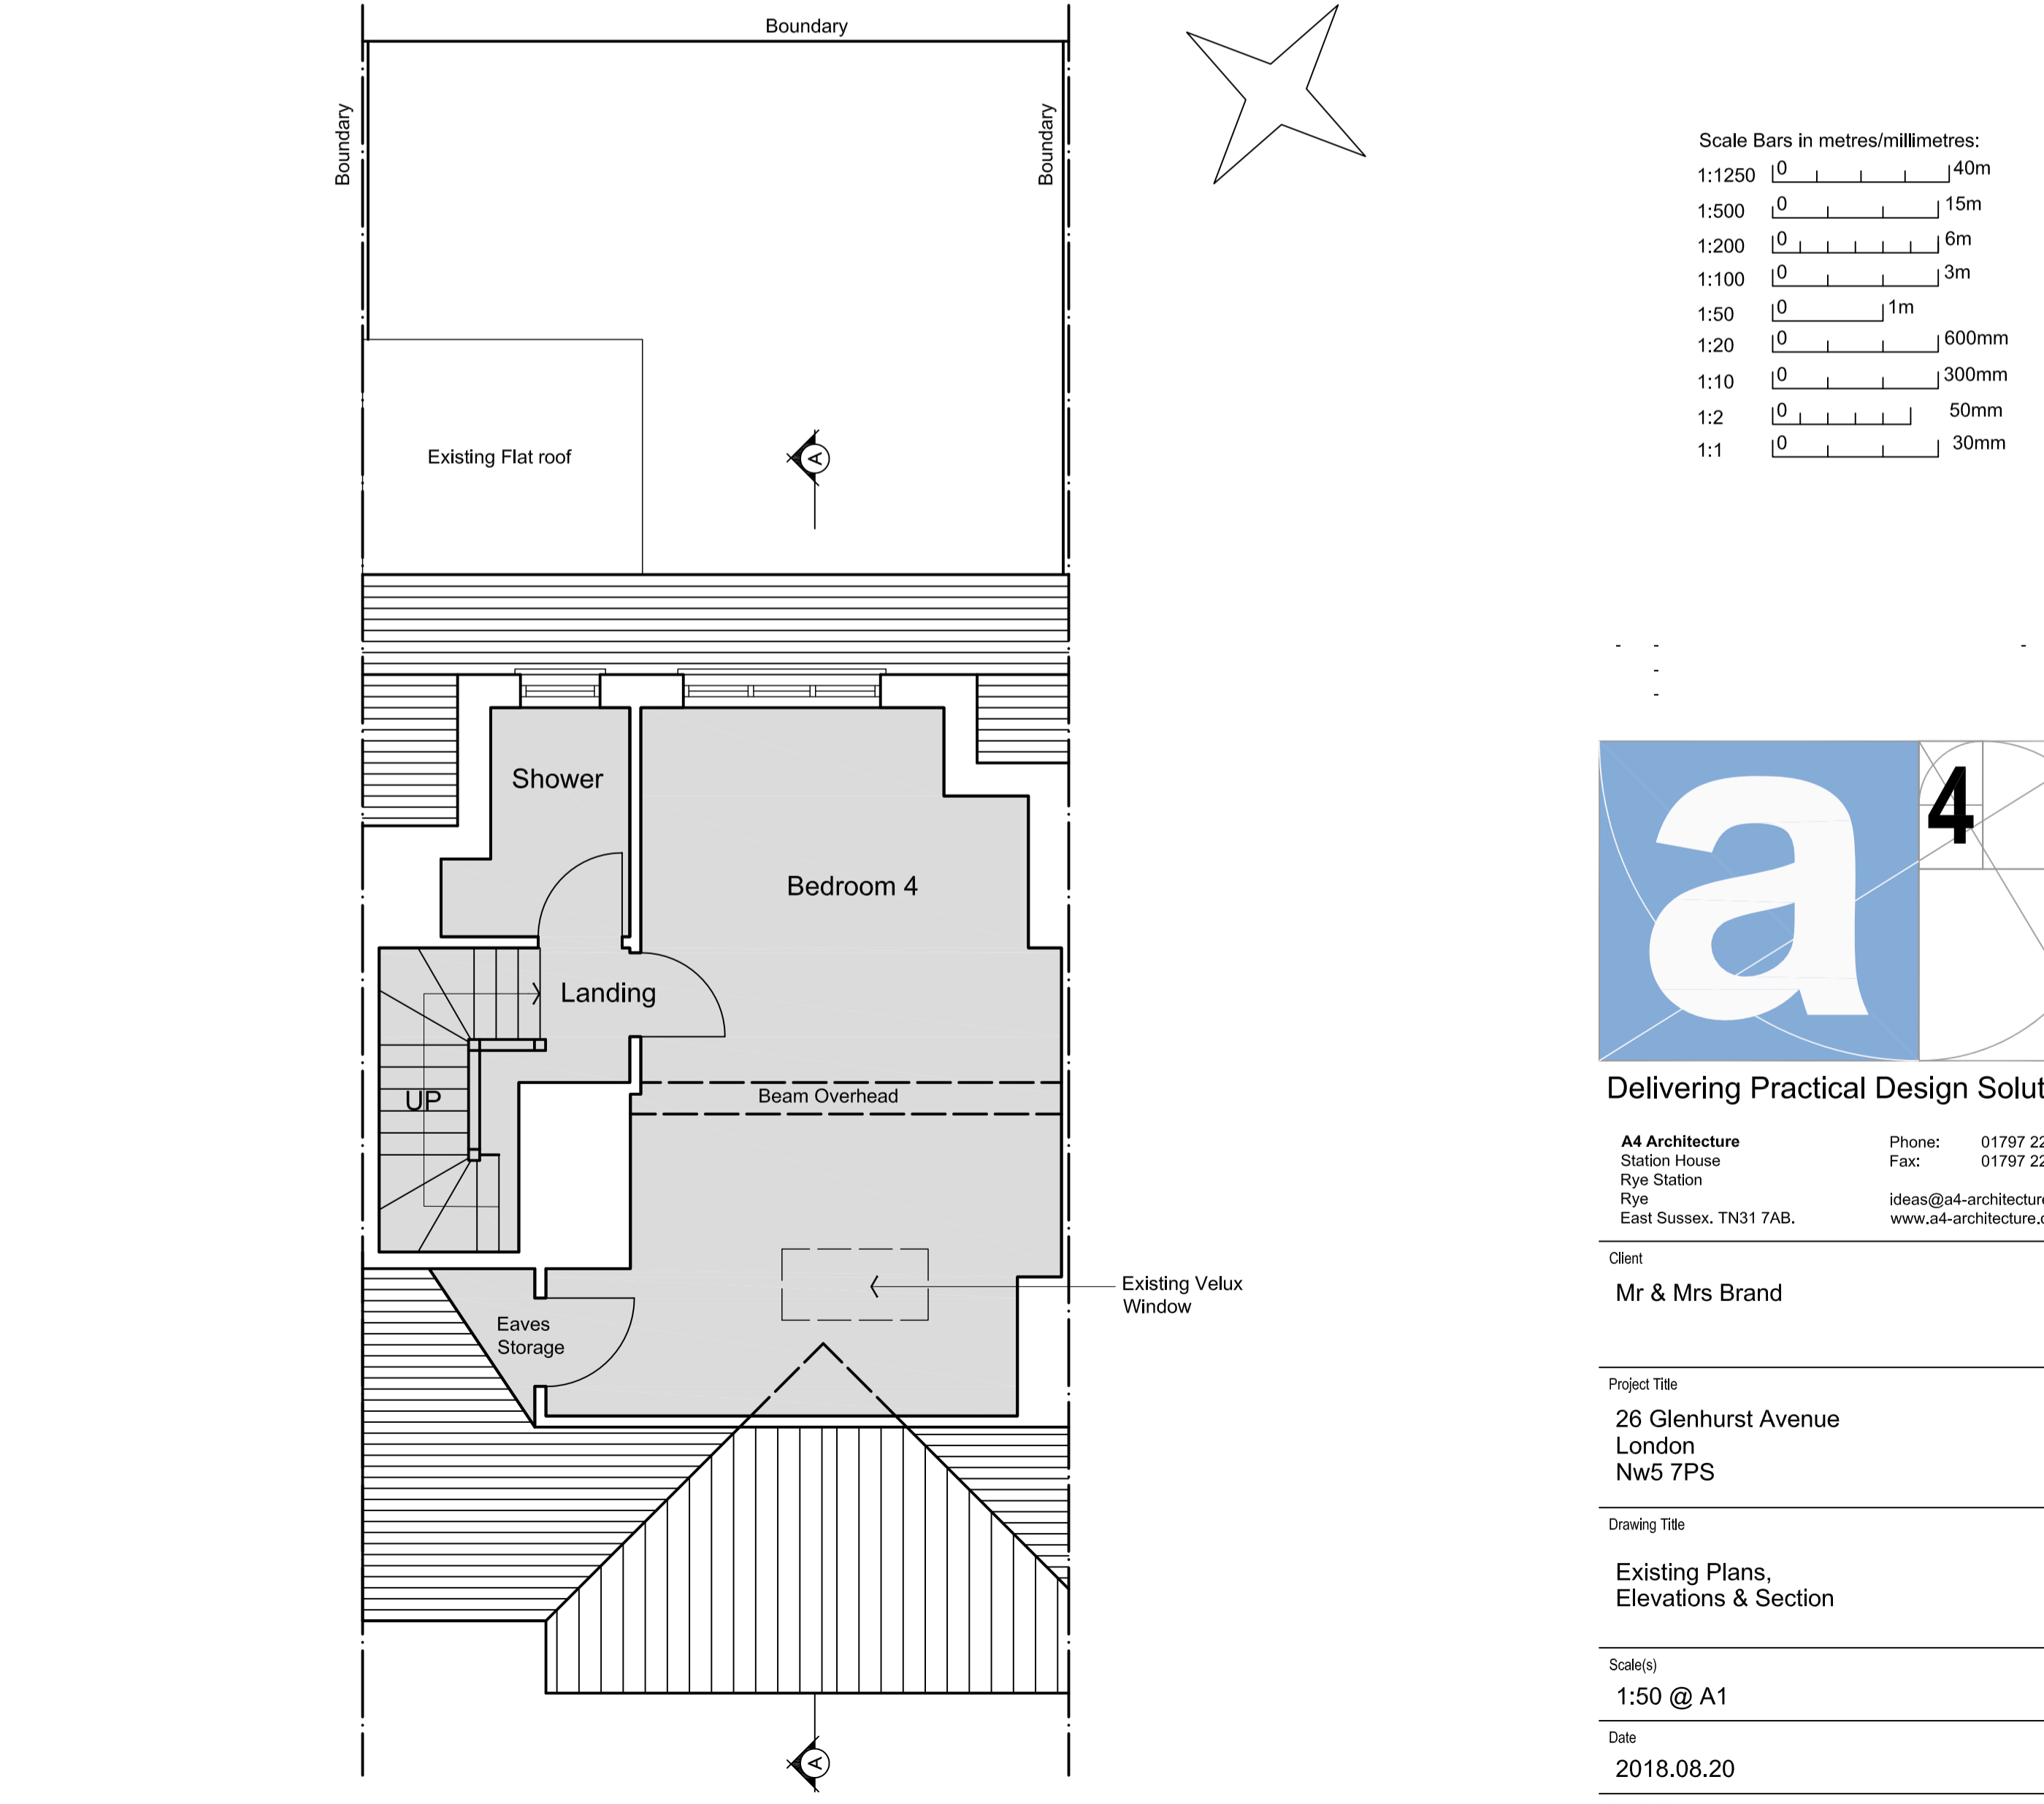 Boundary
Boundary
Boundary
Existing Flat roof
A
Shower
Bedroom 4
Landing
UP
Beam Overhead
Existing Velux
Window
Eaves
Storage
A
Scale Bars in metres/millimetres:
1:1250 0 40m
1:500 0 15m
1:200 0 6m
1:100 0 3m
1:50 0 1m
1:20 0 600mm
1:10 0 300mm
1:2 0 50mm
1:1 0 30mm
- - -
-
-
a 4
Delivering Practical Design Solut
A4 Architecture Phone: 01797 22
Station House Fax: 01797 22
Rye Station
Rye ideas@a4-architecture
East Sussex. TN31 7AB. www.a4-architecture.
Client
Mr & Mrs Brand
Project Title
26 Glenhurst Avenue
London
Nw5 7PS
Drawing Title
Existing Plans,
Elevations & Section
Scale(s)
1:50 @ A1
Date
2018.08.20